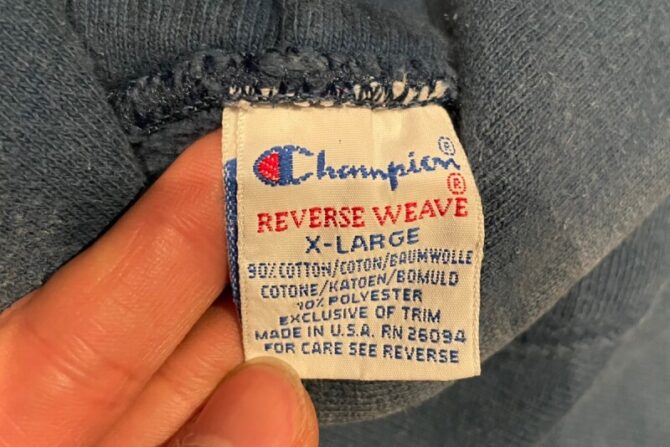 Champion®
REVERSE WEAVE®
X-LARGE
90% COTTON/COTON/BAUMWOLLE
COTONE/KATOEN/BOMULD
10% POLYESTER
EXCLUSIVE OF TRIM
MADE IN U.S.A. RN 26094
FOR CARE SEE REVERSE